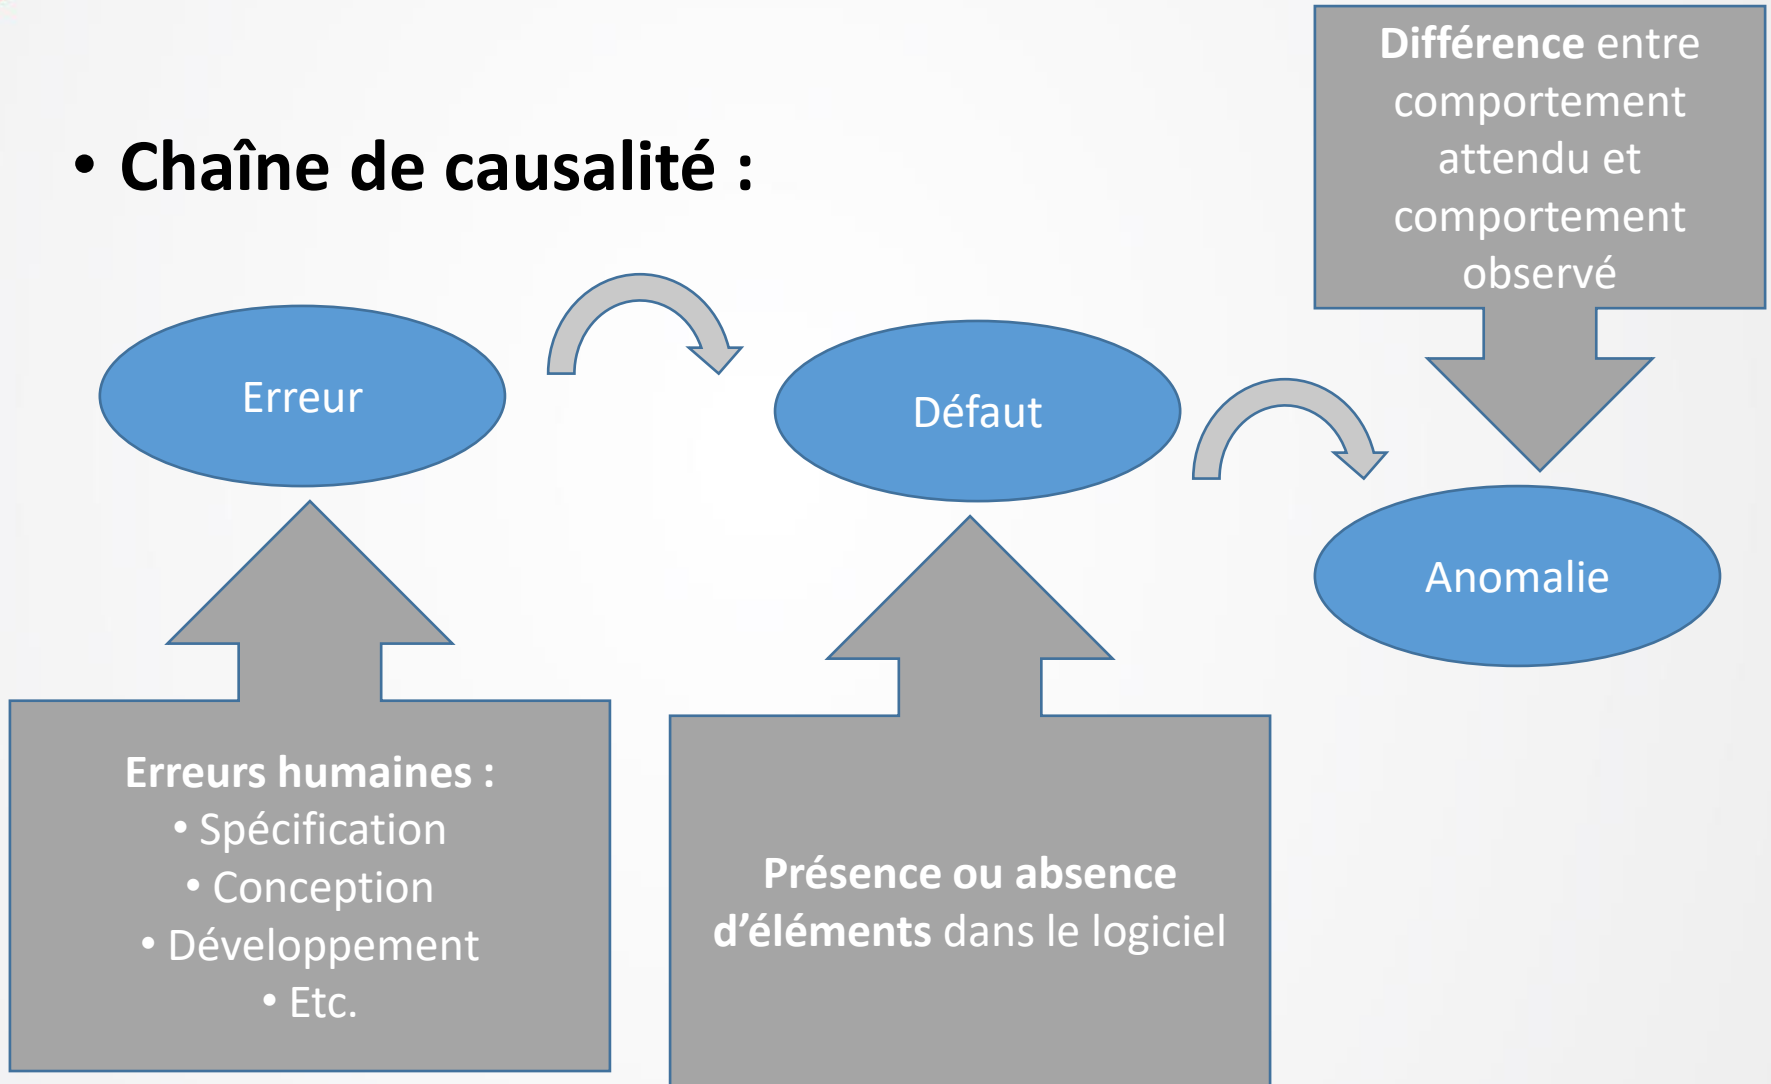 • Chaîne de causalité :
Différence entre
comportement
attendu et
comportement
observé
Erreur
Défaut
Anomalie
Erreurs humaines :
• Spécification
• Conception
• Développement
• Etc.
Présence ou absence
d’éléments dans le logiciel